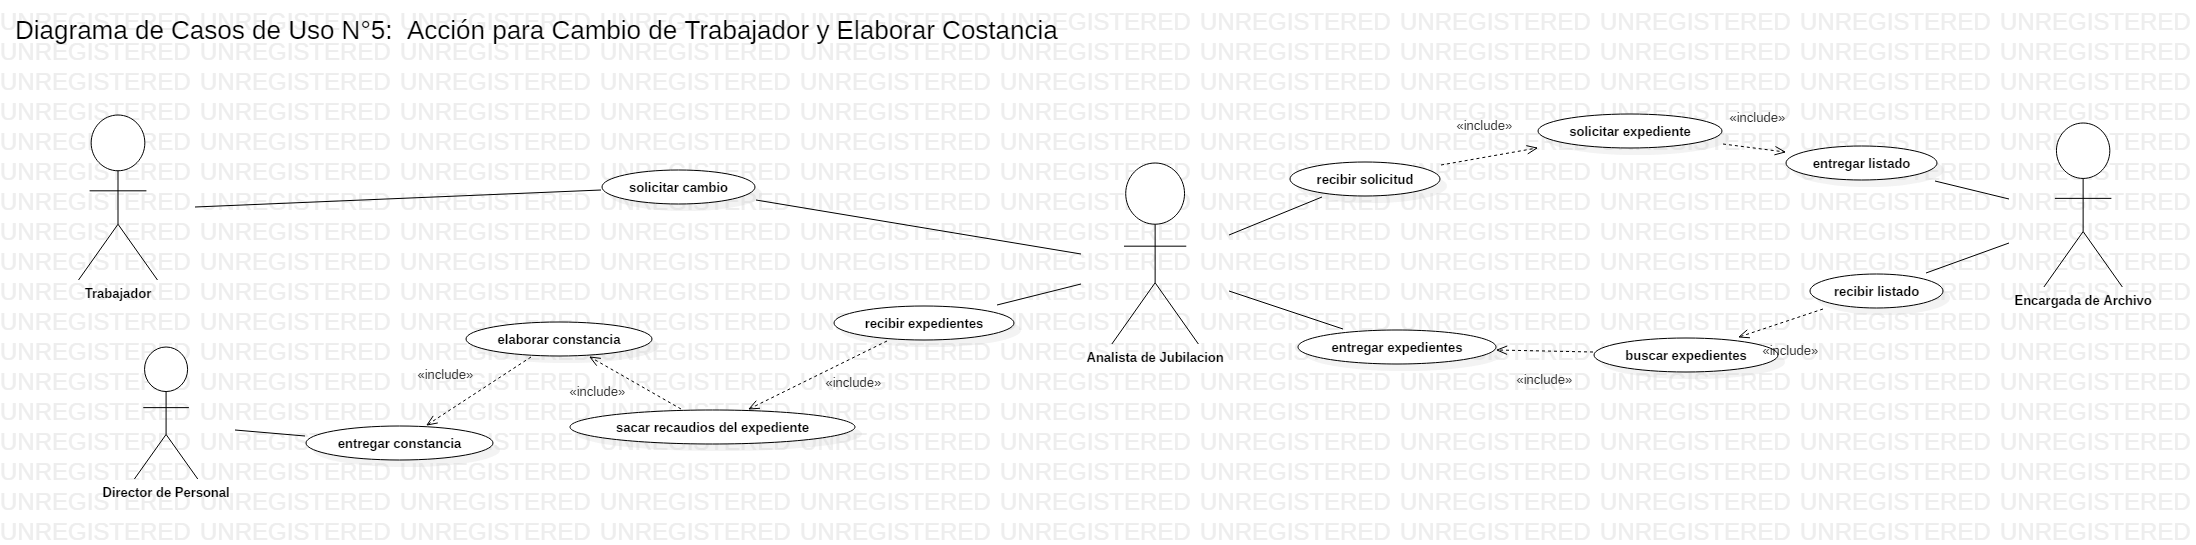 Diagrama de Casos de Uso N°5:  Acción para Cambio de Trabajador y Elaborar Costancia
UNREGISTERED
«include»
solicitar expediente
«include»
entregar listado
recibir solicitud
solicitar cambio
Trabajador
Analista de Jubilacion
Encargada de Archivo
recibir listado
recibir expedientes
elaborar constancia
entregar expedientes
buscar expedientes
«include»
«include»
«include»
«include»
«include»
sacar recaudios del expediente
entregar constancia
Director de Personal